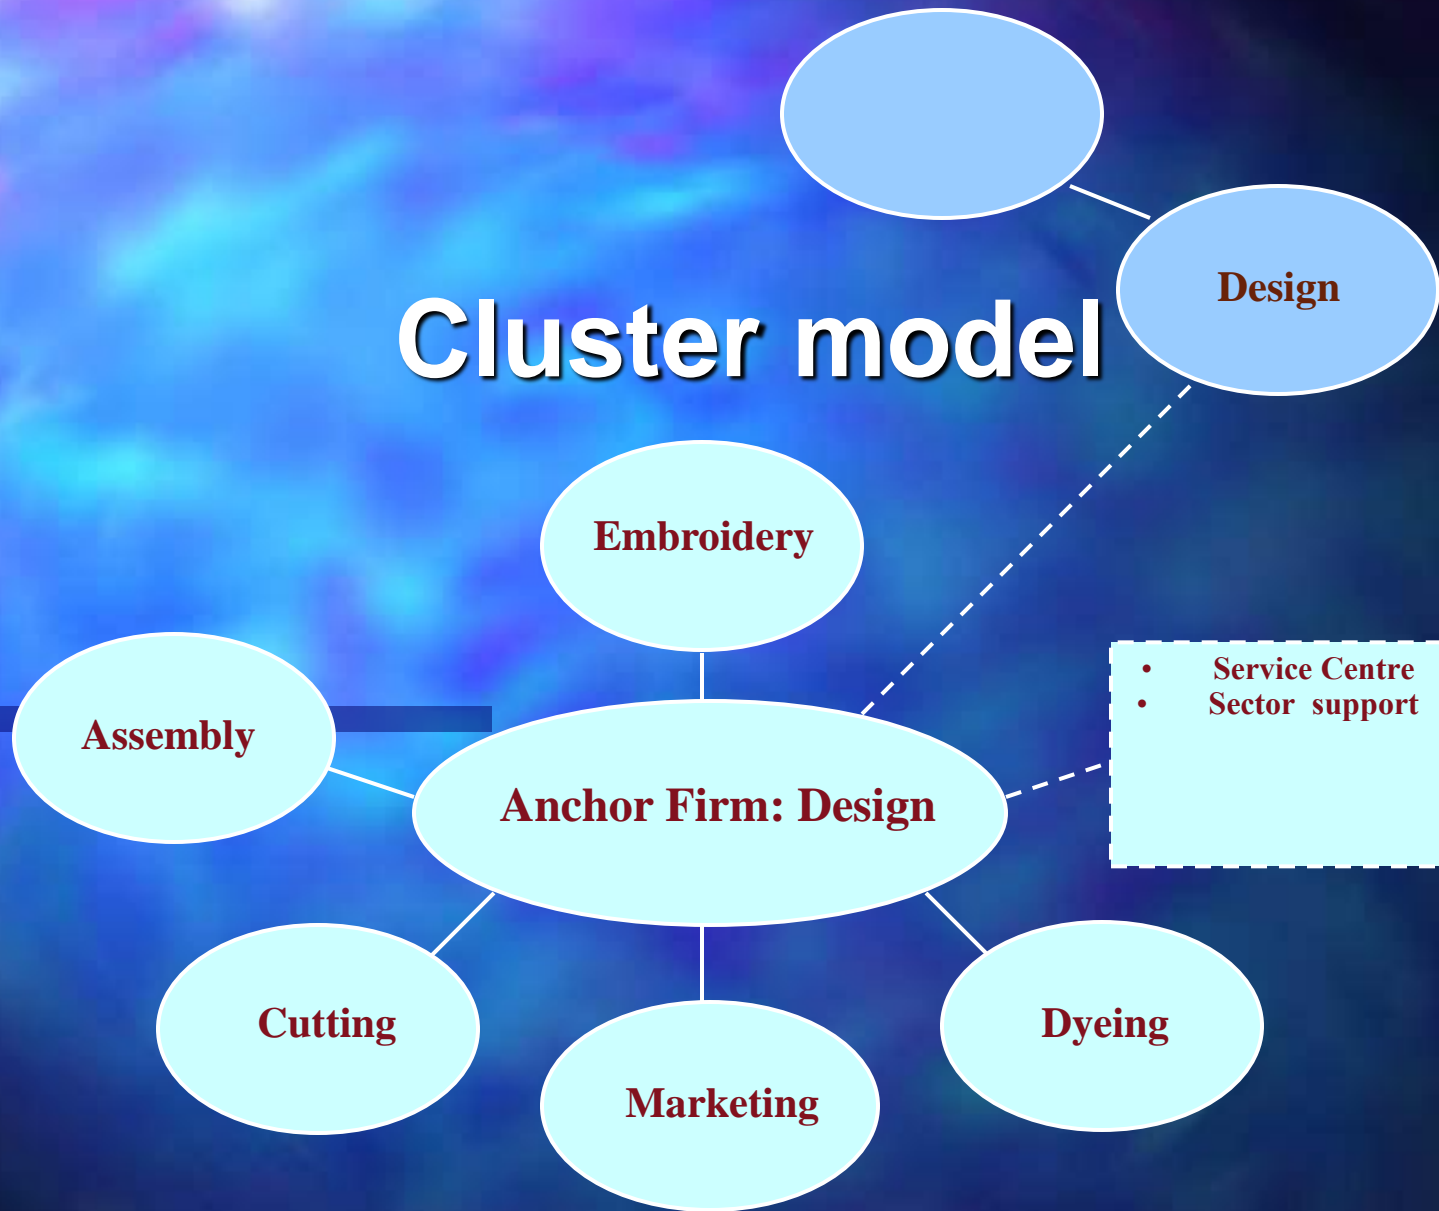 Design
Cluster model
Embroidery
• Service Centre
• Sector support
Assembly
Anchor Firm: Design
Cutting
Dyeing
Marketing